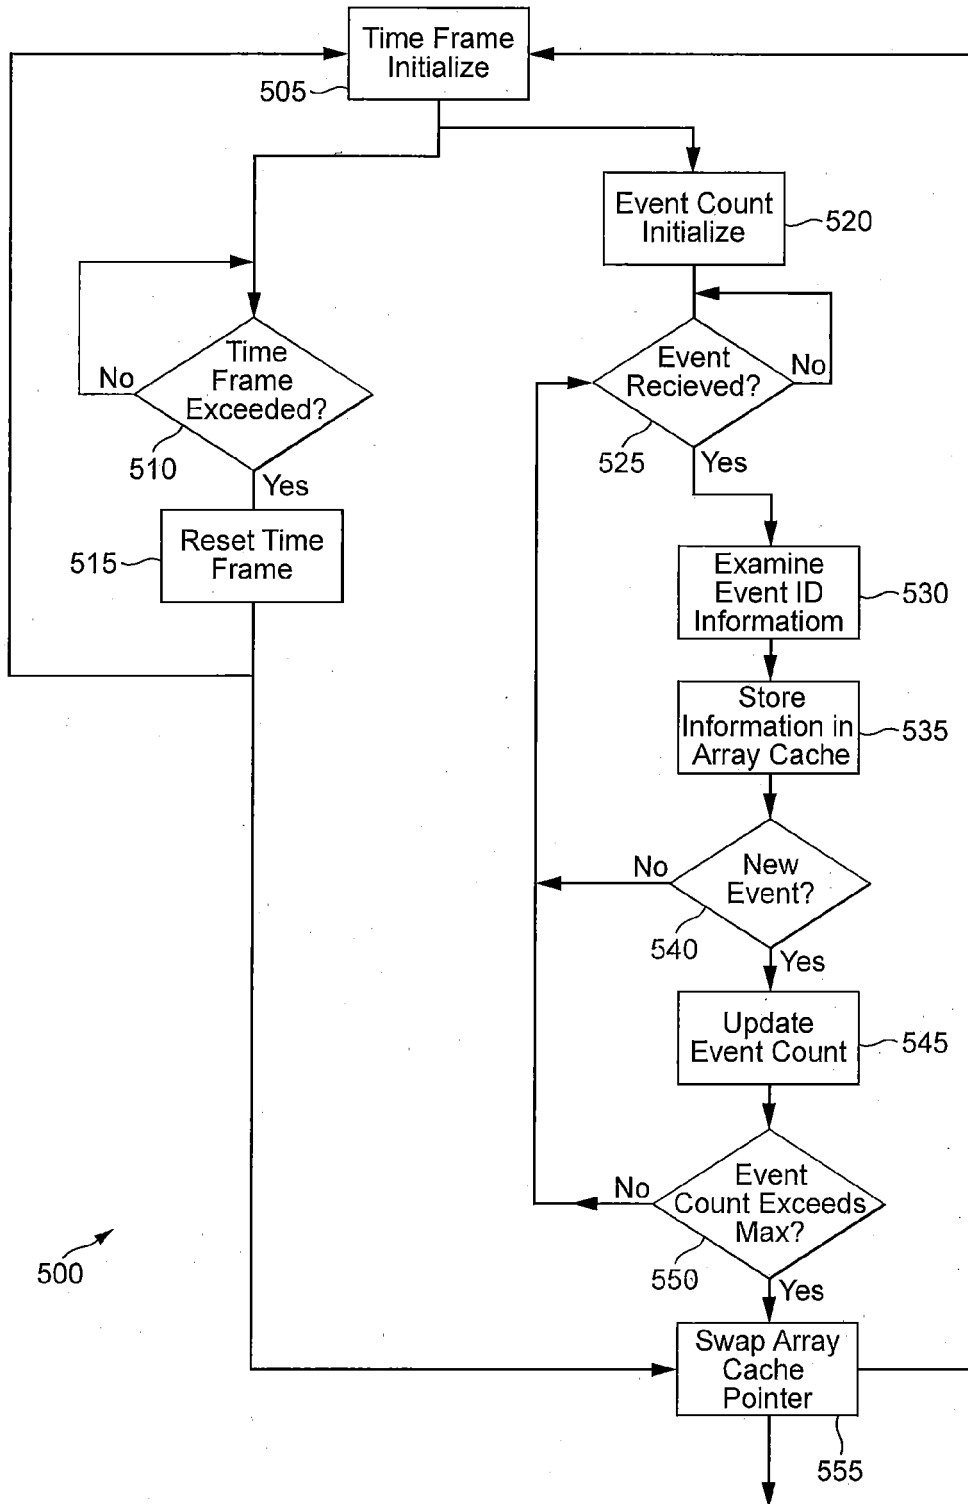 Time Frame
Initialize
505
Event Count
Initialize
520
Time
Frame
Exceeded?
No
510
Yes
Event
Recieved?
No
525
Yes
Reset Time
Frame
515
Examine
Event ID
Informatiom
530
Store
Information in
Array Cache
535
New
Event?
No
540
Yes
Update
Event Count
545
Event
Count Exceeds
Max?
No
550
Yes
500
Swap Array
Cache
Pointer
555